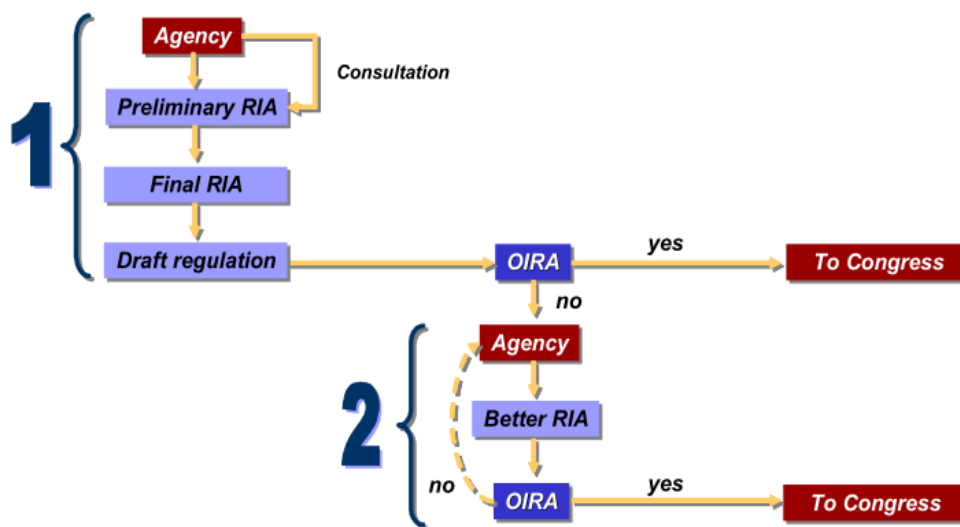 1
Agency
Consultation
Preliminary RIA
Final RIA
Draft regulation
OIRA
yes
To Congress
no
2
Agency
Better RIA
no
OIRA
yes
To Congress